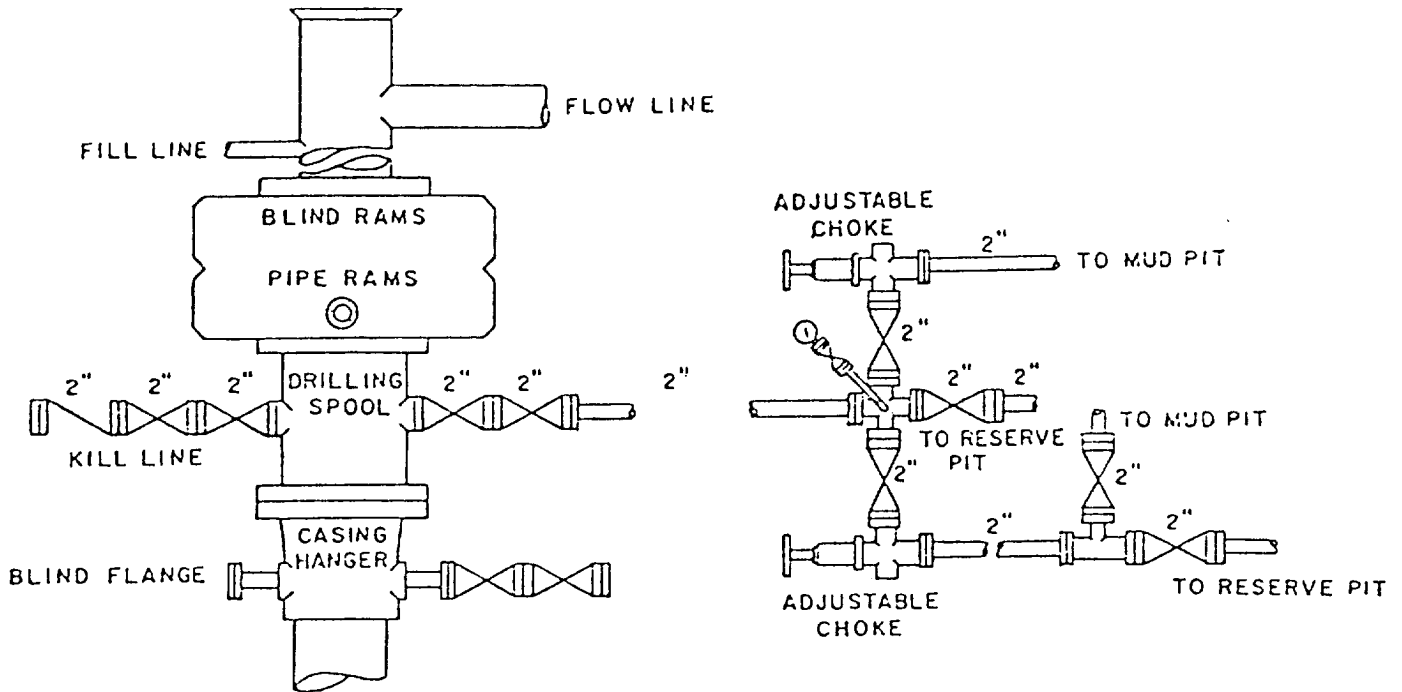 FLOW LINE
FILL LINE
BLIND RAMS
PIPE RAMS
2" 2" 2" DRILLING SPOOL 2" 2" 2"
KILL LINE
CASING
HANGER
BLIND FLANGE
ADJUSTABLE
CHOKE
2"
TO MUD PIT
2"
2" 2"
TO RESERVE
PIT
TO MUD PIT
2"
2"
2"
2"
TO RESERVE PIT
ADJUSTABLE
CHOKE